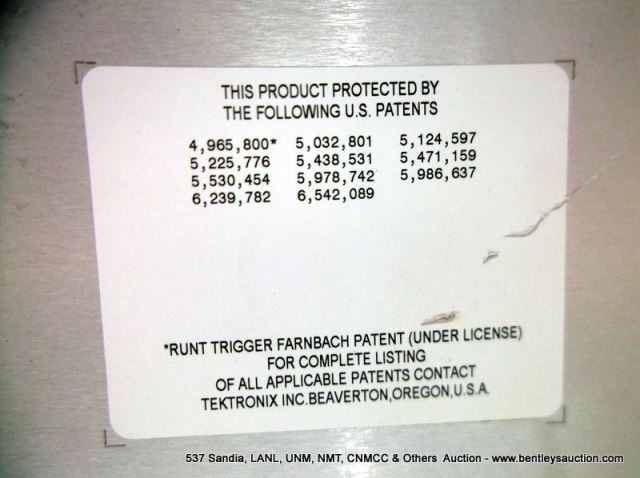 THIS PRODUCT PROTECTED BY
THE FOLLOWING U.S. PATENTS
4,965,800* 5,032,801 5,124,597
5,225,776 5,438,531 5,471,159
5,530,454 5,978,742 5,986,637
6,239,782 6,542,089
*RUNT TRIGGER FARNBACH PATENT (UNDER LICENSE)
FOR COMPLETE LISTING
OF ALL APPLICABLE PATENTS CONTACT
TEKTRONIX INC.BEAVERTON,OREGON,U.S.A.
537 Sandia, LANL, UNM, NMT, CNMCC & Others Auction - www.bentleysauction.com